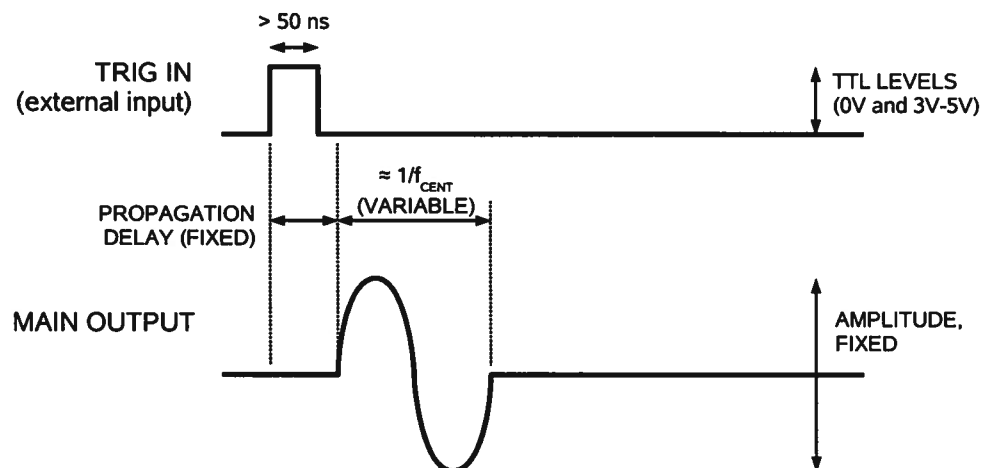 > 50 ns
TRIG IN
(external input)
TTL LEVELS
(0V and 3V-5V)
≈ 1/fCENT
(VARIABLE)
PROPAGATION
DELAY (FIXED)
MAIN OUTPUT
AMPLITUDE,
FIXED